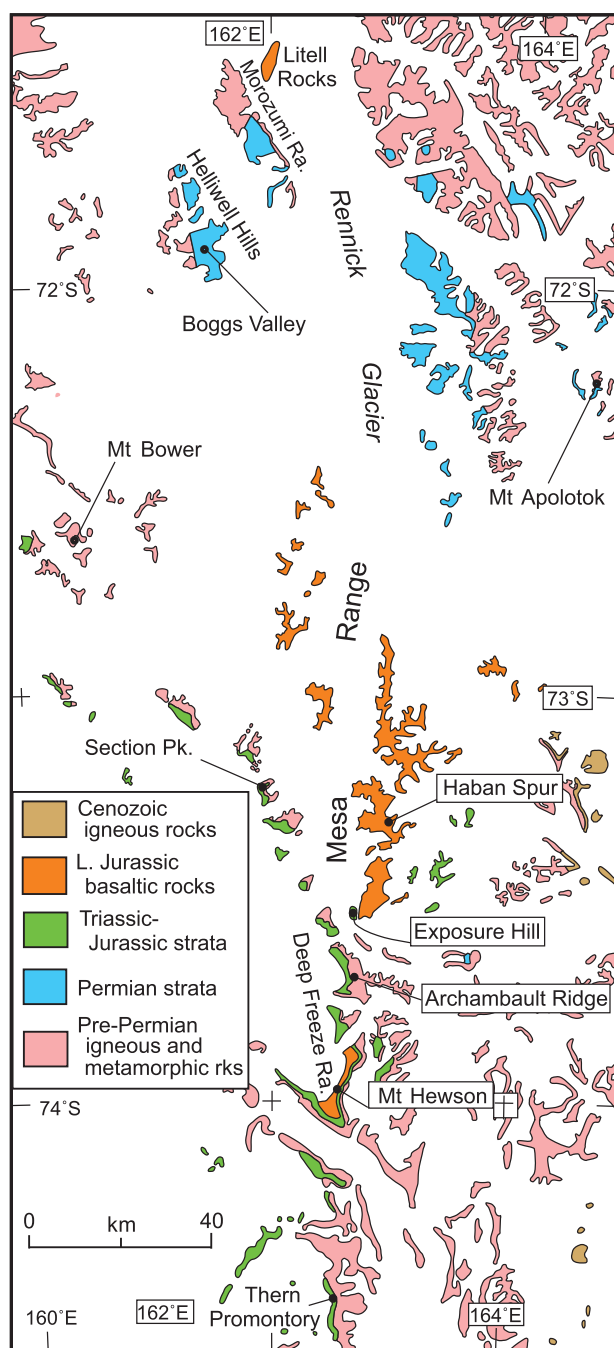 162°E
164°E
Litell
Rocks
Morozumi Ra.
Helliwell Hills
Rennick
72°S
72°S
Boggs Valley
Glacier
Mt Bower
Mt Apolotok
Range
73°S
Section Pk.
Haban Spur
Mesa
Cenozoic
igneous rocks
L. Jurassic
basaltic rocks
Triassic-
Jurassic strata
Permian strata
Pre-Permian
igneous and
metamorphic rks
Exposure Hill
Deep Freeze Ra.
Archambault Ridge
Mt Hewson
74°S
0 40
km
Thern
Promontory
160°E
162°E
164°E